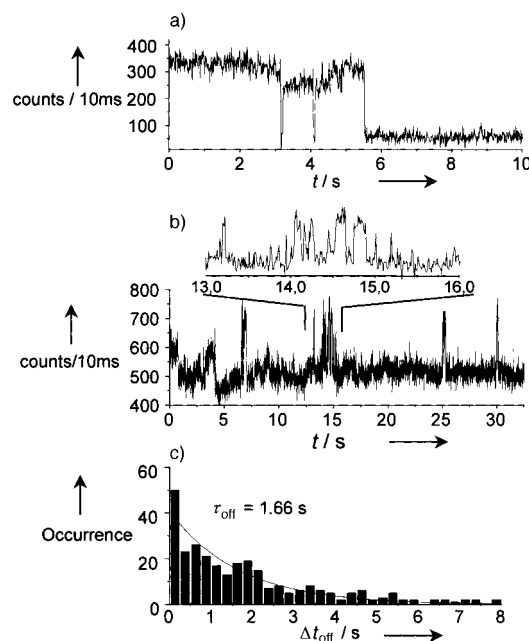 a)
400
300
counts / 10ms
200
100
0 2 4 6 8 10
t / s
b)
13,0 14,0 15,0 16,0
800
700
counts/10ms
600
500
400
0 5 10 15 20 25 30
t / s
c)
60
τoff = 1.66 s
40
Occurrence
20
0
0 1 2 3 4 5 6 7 8
Δtoff / s